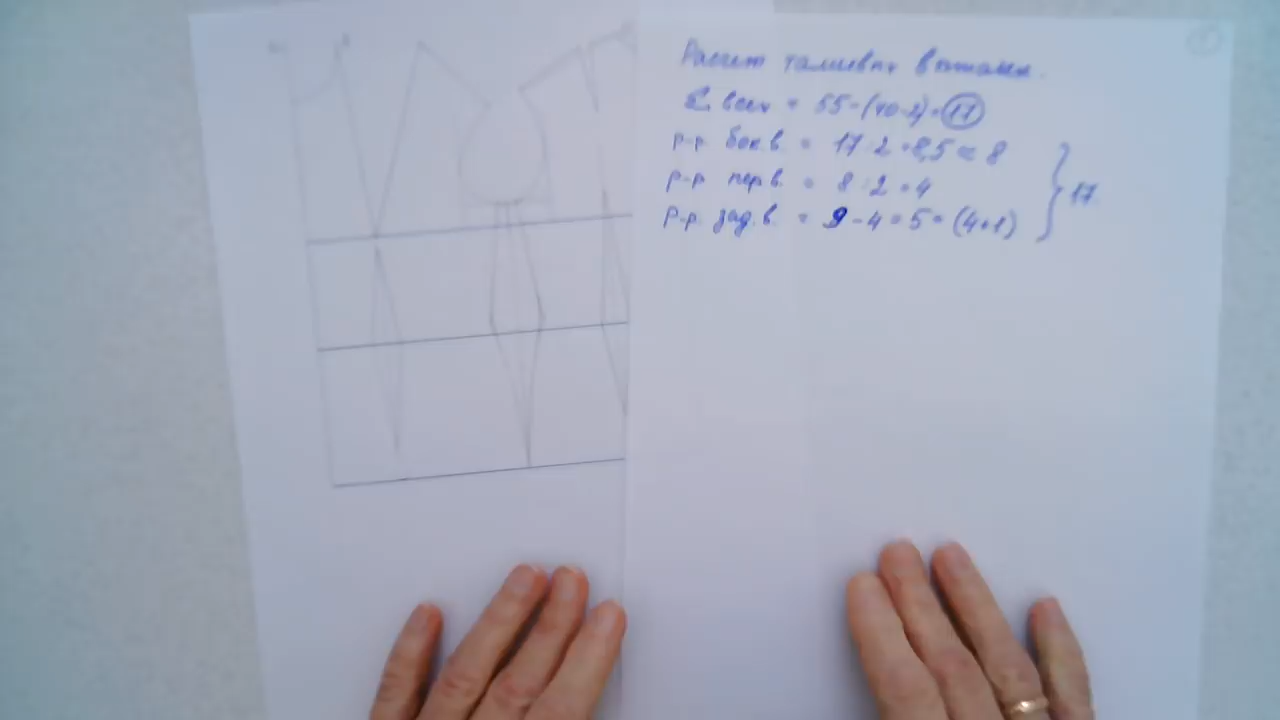 Расчет талиевых вытачек.
Σ выт = 55-(40-2)=17
р-р бок.в. = 17:2=8,5≈8
р-р пер.в. = 8:2=4
р-р. зад.в. = 9-4=5=(4+1)
17